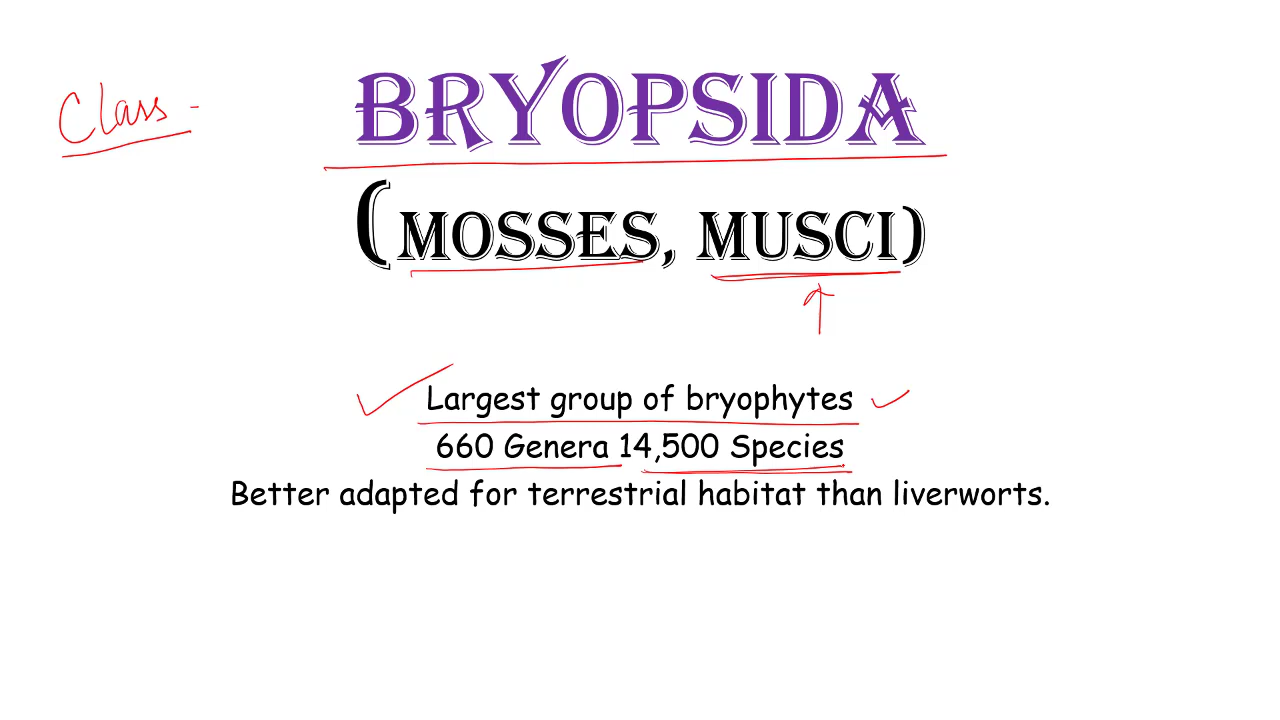 Class -
BRYOPSIDA
(MOSSES, MUSCI)
Largest group of bryophytes
660 Genera 14,500 Species
Better adapted for terrestrial habitat than liverworts.